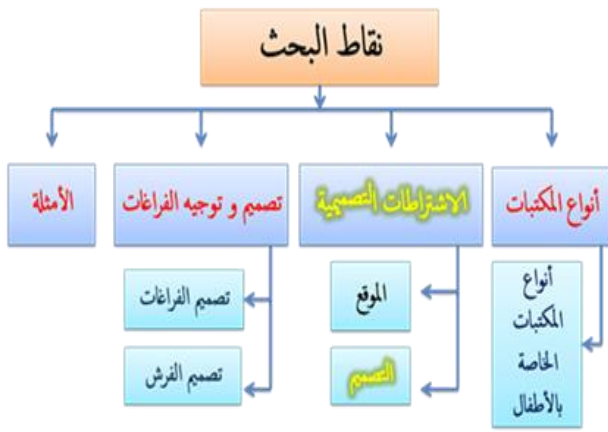 نقاط البحث
أنواع المكتبات
الاشتراطات التصميمية
تصميم و توجيه الفراغات
الأمثلة
أنواع
المكتبات
الخاصة
بالأطفال
الموقع
التصميم
تصميم الفراغات
تصميم الفرش